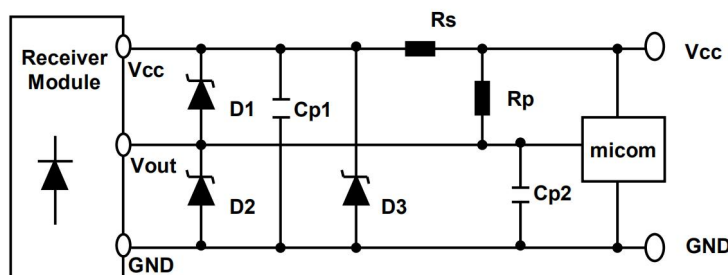 Receiver
Module
Vcc
Vout
GND
D1
D2
Cp1
D3
Rs
Rp
Cp2
micom
Vcc
GND